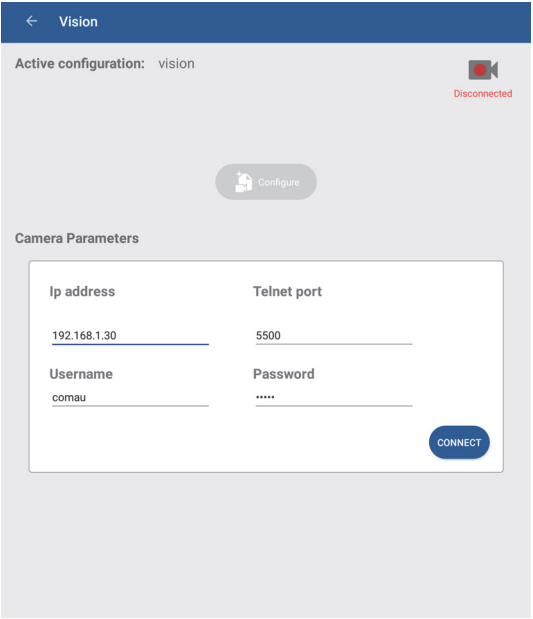 Vision
Active configuration: vision
Disconnected
Configure
Camera Parameters
Ip address Telnet port
192.168.1.30 5500
Username Password
comau •••••
CONNECT